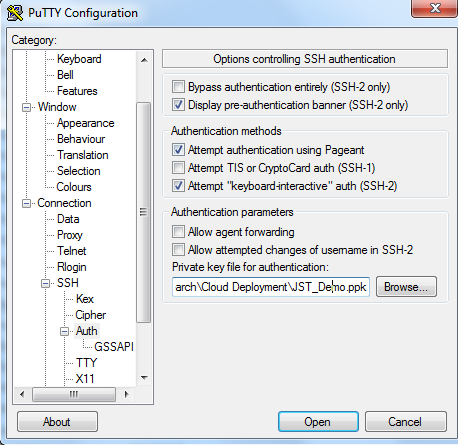 PuTTY Configuration
Category:
Keyboard
Bell
Features
Window
Appearance
Behaviour
Translation
Selection
Colours
Connection
Data
Proxy
Telnet
Rlogin
SSH
Kex
Cipher
Auth
GSSAPI
TTY
X11
Options controlling SSH authentication
Bypass authentication entirely (SSH-2 only)
Display pre-authentication banner (SSH-2 only)
Authentication methods
Attempt authentication using Pageant
Attempt TIS or CryptoCard auth (SSH-1)
Attempt "keyboard-interactive" auth (SSH-2)
Authentication parameters
Allow agent forwarding
Allow attempted changes of username in SSH-2
Private key file for authentication:
arch\Cloud Deployment\JST_Demo.ppk Browse...
About Open Cancel